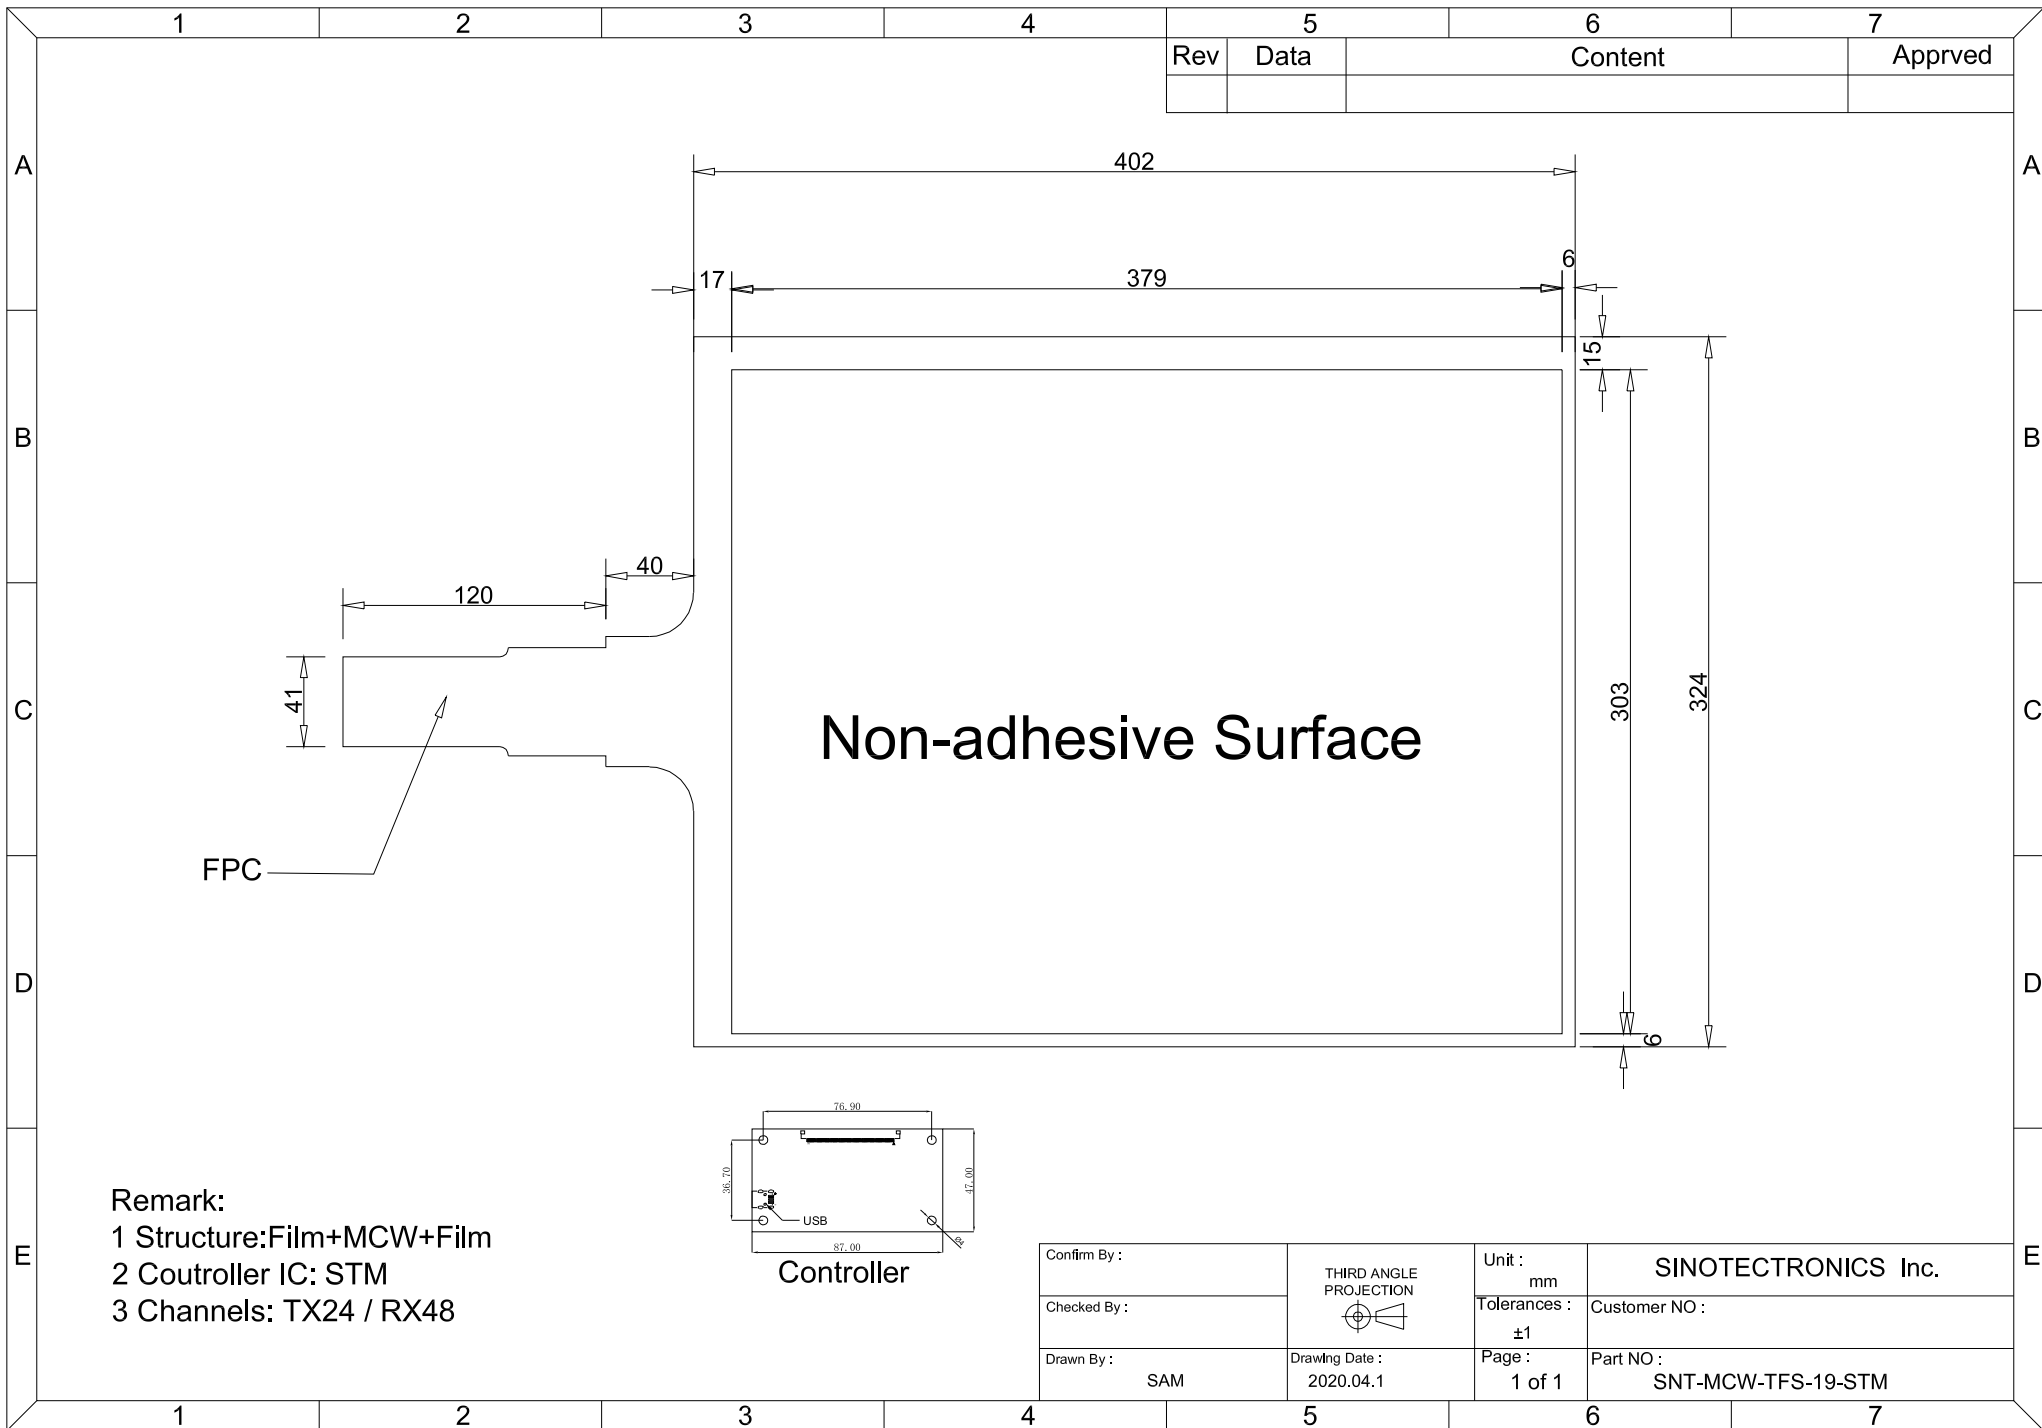 1 2 3 4 5 6 7
Rev Data Content Apprved
A A
402
17 379 6
15
B B
40
120
41
303
324
C C
Non-adhesive Surface
FPC
D D
6
76.90
36.70
47.00
USB
87.00
Ø4
Controller
Remark:
1 Structure:Film+MCW+Film
2 Coutroller IC: STM
3 Channels: TX24 / RX48
E E
Confirm By :
THIRD ANGLE
PROJECTION
Unit :
mm
SINOTECTRONICS Inc.
Checked By :
Tolerances :
±1
Customer NO :
Drawn By :
SAM
Drawing Date :
2020.04.1
Page :
1 of 1
Part NO :
SNT-MCW-TFS-19-STM
1 2 3 4 5 6 7